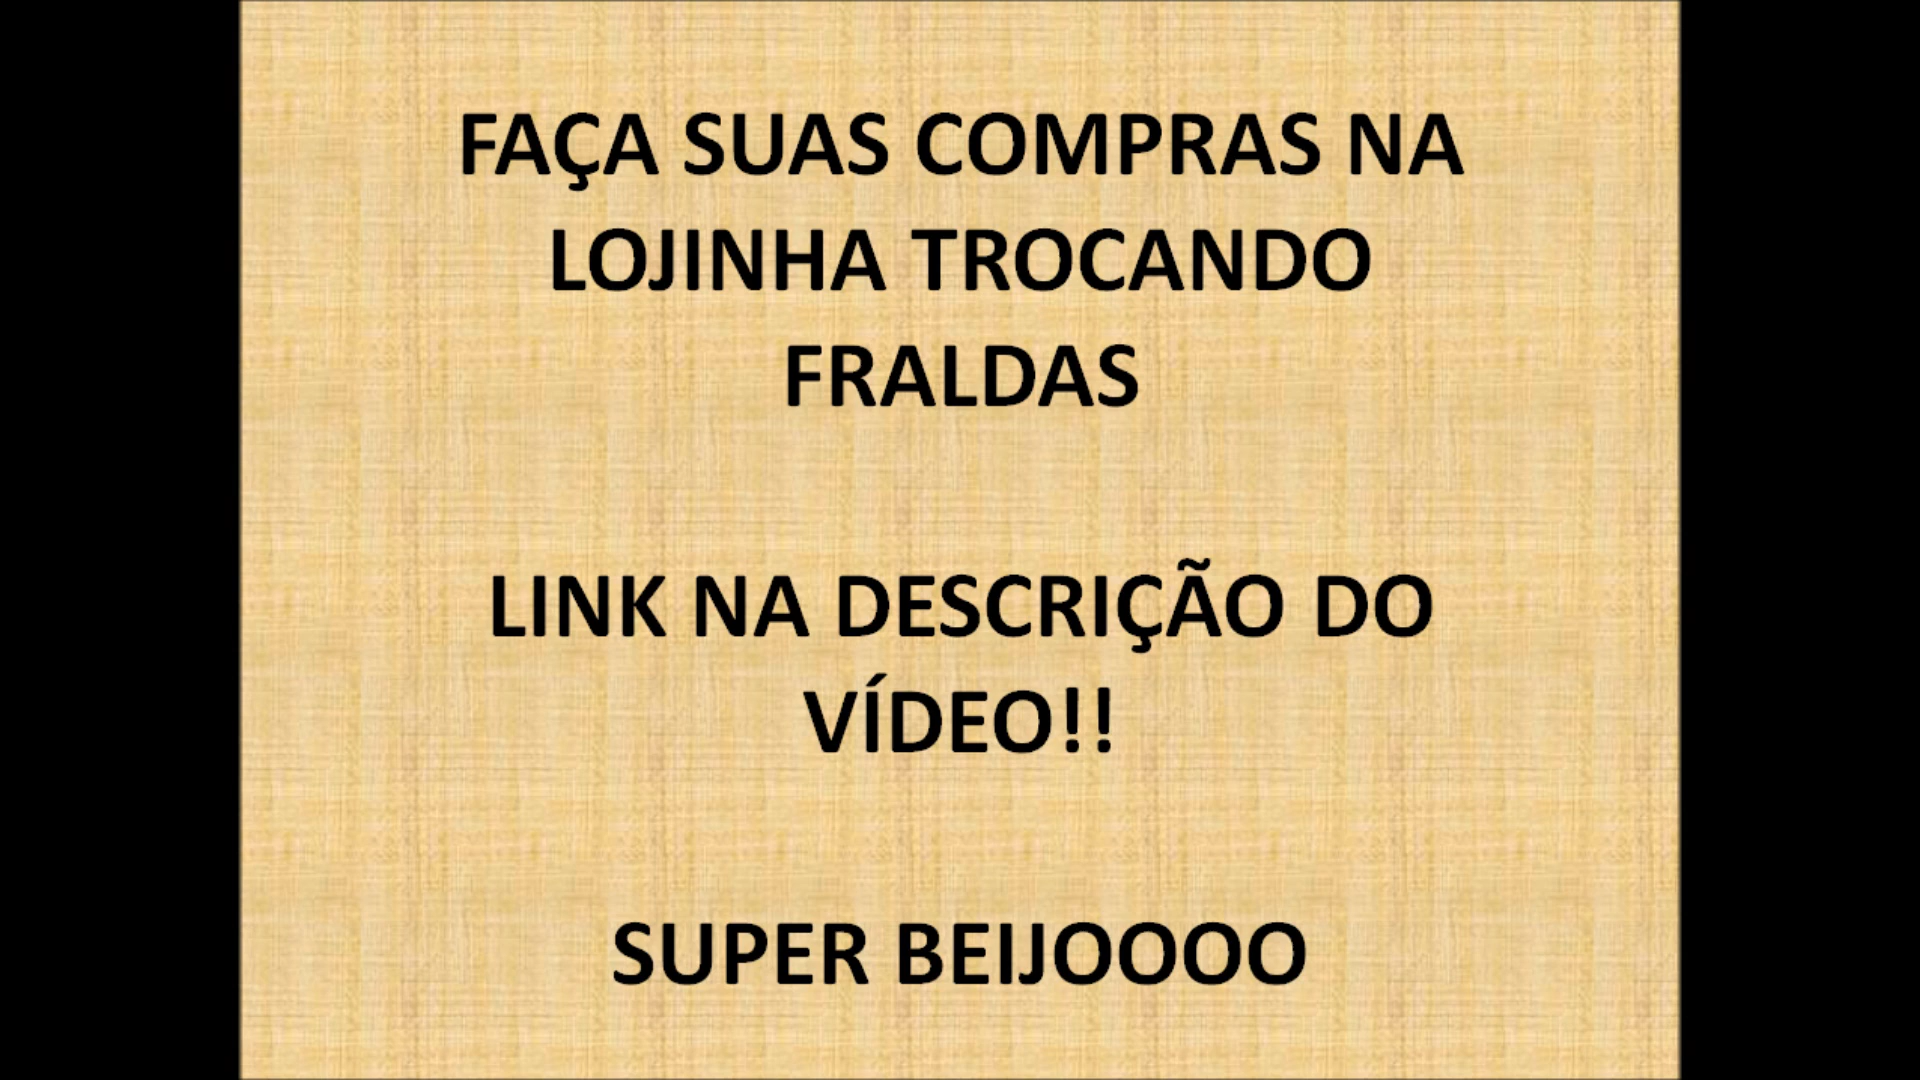 FAÇA SUAS COMPRAS NA
LOJINHA TROCANDO
FRALDAS
LINK NA DESCRIÇÃO DO
VÍDEO!!
SUPER BEIJOOOO